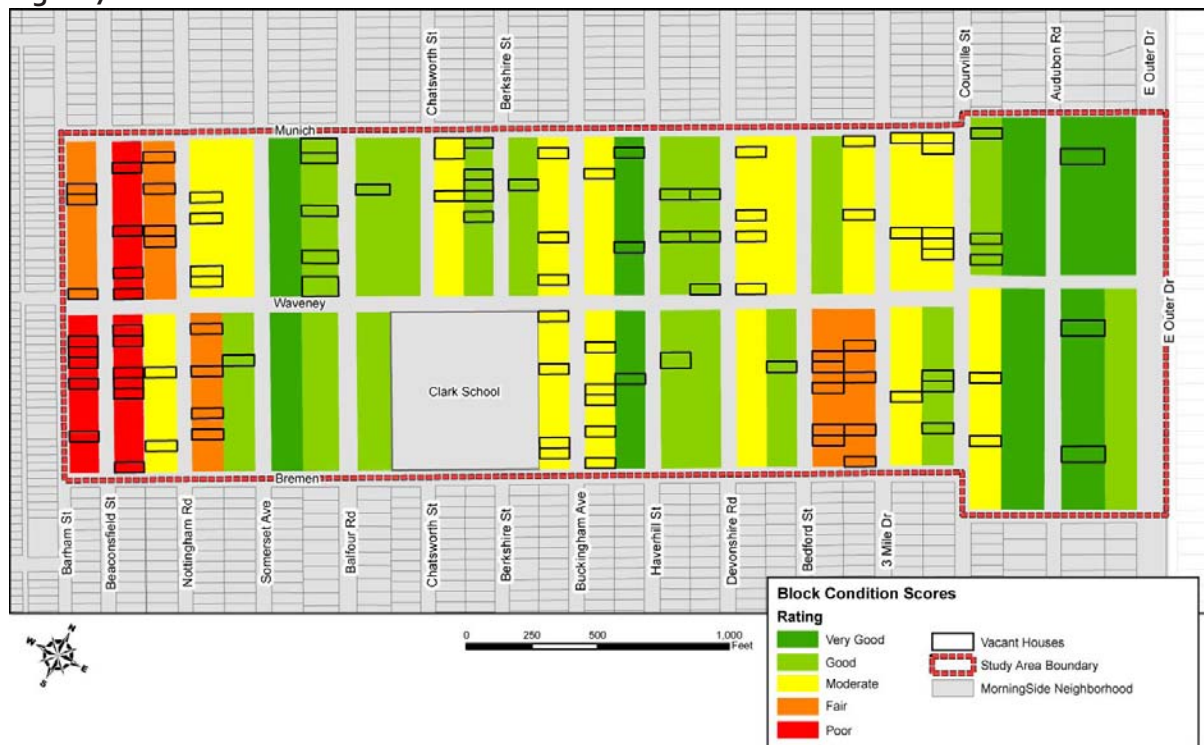 Chatsworth St
Berkshire St
Courville St
Audubon Rd
E Outer Dr
Munich
Waveney
Clark School
E Outer Dr
Bremen
Barham St
Beaconsfield St
Nottingham Rd
Somerset Ave
Balfour Rd
Chatsworth St
Berkshire St
Buckingham Ave
Haverhill St
Devonshire Rd
Bedford St
3 Mile Dr
N
W
N
E
S
0 250 500 1,000
Feet
Block Condition Scores
Rating
Very Good
Good
Moderate
Fair
Poor
Vacant Houses
Study Area Boundary
MorningSide Neighborhood